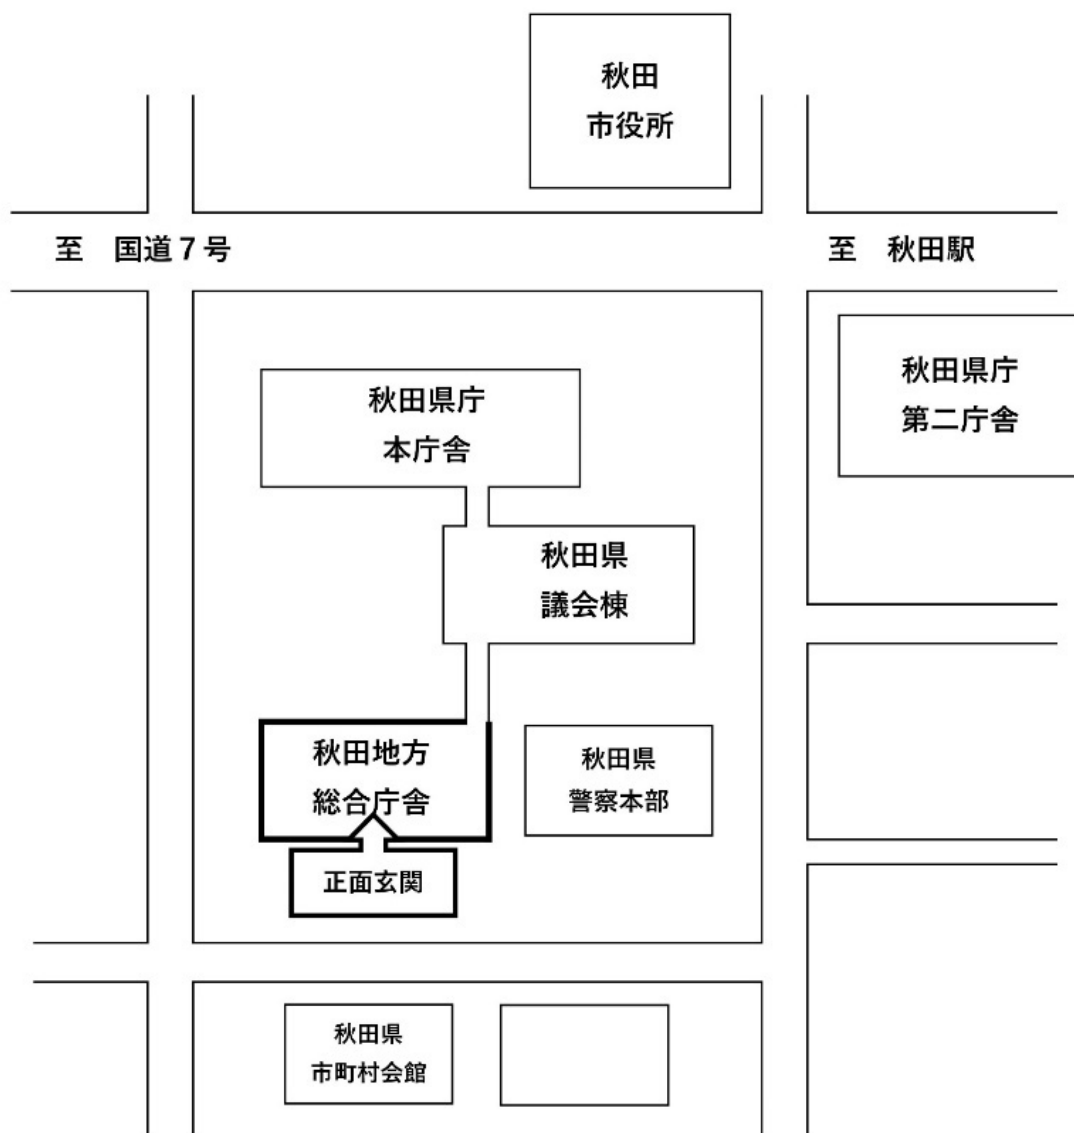 秋田
市役所
至　国道７号
至　秋田駅
秋田県庁
本庁舎
秋田県庁
第二庁舎
秋田県
議会棟
秋田地方
総合庁舎
秋田県
警察本部
正面玄関
秋田県
市町村会館